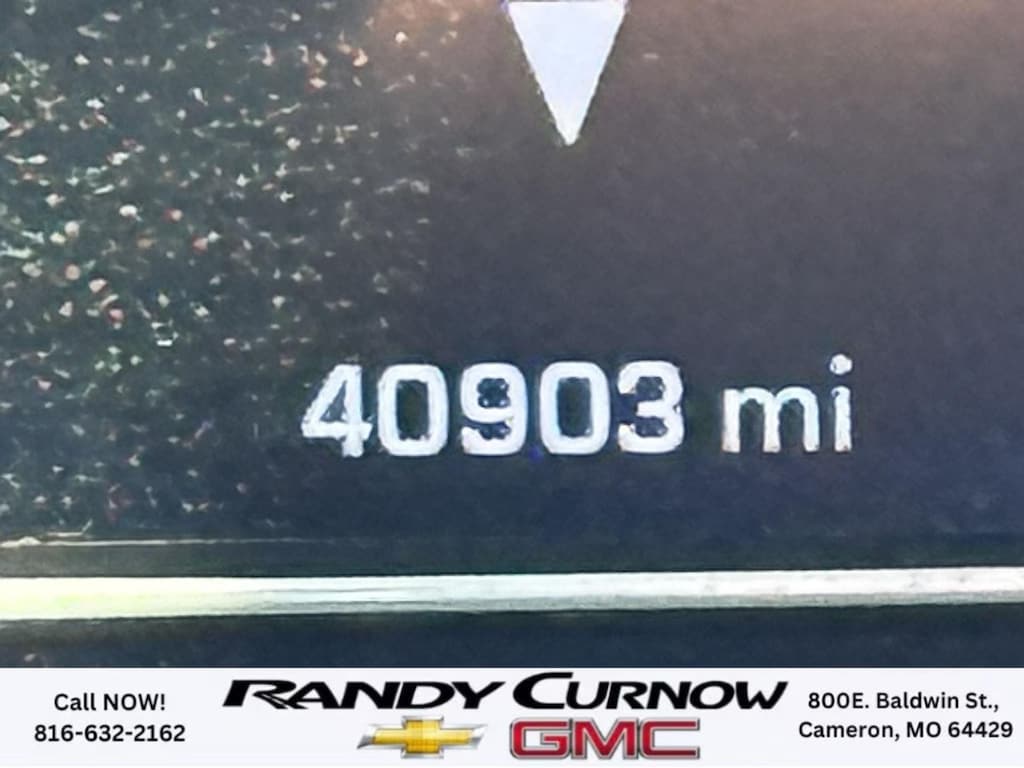 40903 mi
Call NOW!
816-632-2162
RANDY CURNOW
GMC
800E. Baldwin St.,
Cameron, MO 64429